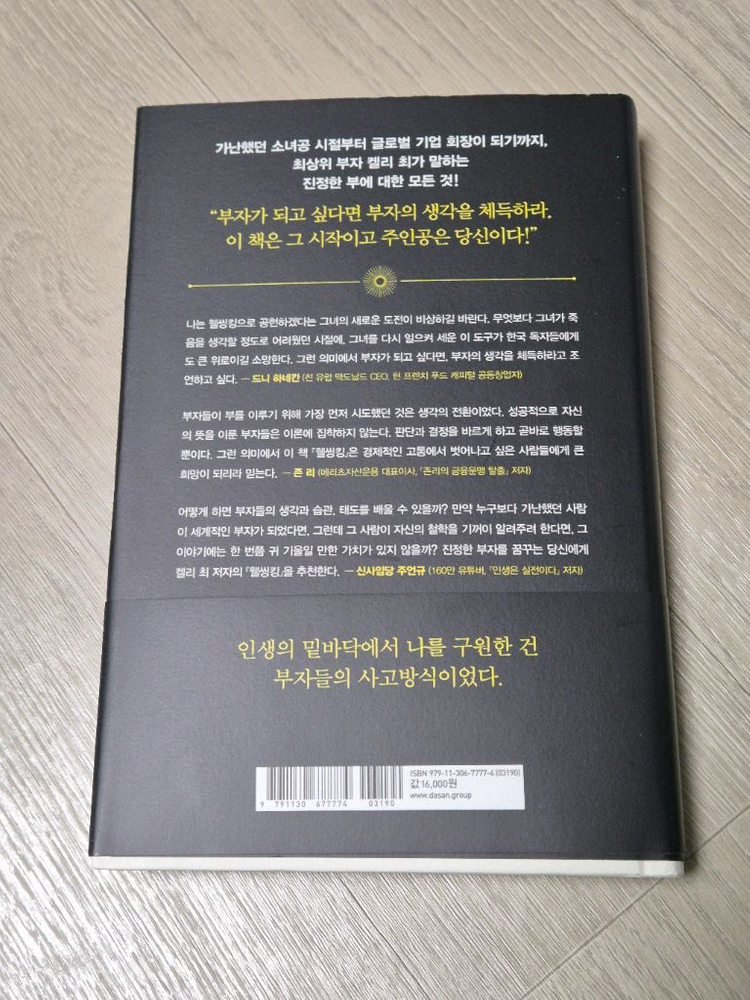 가난했던 소녀공 시절부터 글로벌 기업 회장이 되기까지,
최상위 부자 켈리 최가 말하는
진정한 부에 대한 모든 것!
“부자가 되고 싶다면 부자의 생각을 체득하라.
이 책은 그 시작이고 주인공은 당신이다!”
나는 웰씽킹으로 공헌하겠다는 그녀의 새로운 도전이 비상하길 바란다. 무엇보다 그녀가 죽
음을 생각할 정도로 어려웠던 시절에, 그녀를 다시 일으켜 세운 이 도구가 한국 독자들에게
도 큰 위로이길 소망한다. 그런 의미에서 부자가 되고 싶다면, 부자의 생각을 체득하라고 조
언하고 싶다. — 드니 하네칸 (전 유럽 맥도날드 CEO, 현 프렌치 푸드 캐피털 공동창업자)
부자들이 부를 이루기 위해 가장 먼저 시도했던 것은 생각의 전환이었다. 성공적으로 자신
의 뜻을 이룬 부자들은 이론에 집착하지 않는다. 판단과 결정을 바르게 하고 곧바로 행동할
뿐이다. 그런 의미에서 이 책 『웰씽킹』은 경제적인 고통에서 벗어나고 싶은 사람들에게 큰
희망이 되리라 믿는다. — 존 리 (메리츠자산운용 대표이사, 『존리의 금융문맹 탈출』 저자)
어떻게 하면 부자들의 생각과 습관, 태도를 배울 수 있을까? 만약 누구보다 가난했던 사람
이 세계적인 부자가 되었다면, 그런데 그 사람이 자신의 철학을 기꺼이 알려주려 한다면, 그
이야기에는 한 번쯤 귀 기울일 만한 가치가 있지 않을까? 진정한 부자를 꿈꾸는 당신에게
켈리 최 저자의 『웰씽킹』을 추천한다. — 신사임당 주언규 (160만 유튜버, 『인생은 실전이다』 저자)
인생의 밑바닥에서 나를 구원한 건
부자들의 사고방식이었다.
ISBN 979-11-306-7777-4 (03190)
값 16,000원
www.dasan.group
9 791130 677774 03190